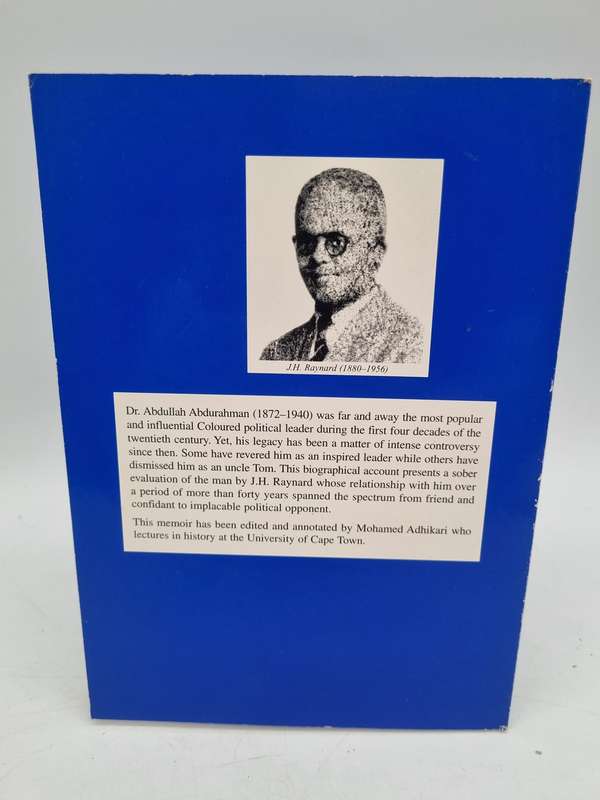 J.H. Raynard (1880–1956)
Dr. Abdullah Abdurahman (1872–1940) was far and away the most popular
and influential Coloured political leader during the first four decades of the
twentieth century. Yet, his legacy has been a matter of intense controversy
since then. Some have revered him as an inspired leader while others have
dismissed him as an uncle Tom. This biographical account presents a sober
evaluation of the man by J.H. Raynard whose relationship with him over
a period of more than forty years spanned the spectrum from friend and
confidant to implacable political opponent.
This memoir has been edited and annotated by Mohamed Adhikari who
lectures in history at the University of Cape Town.